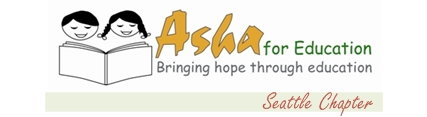 Asha for Education
Bringing hope through education
Seattle Chapter